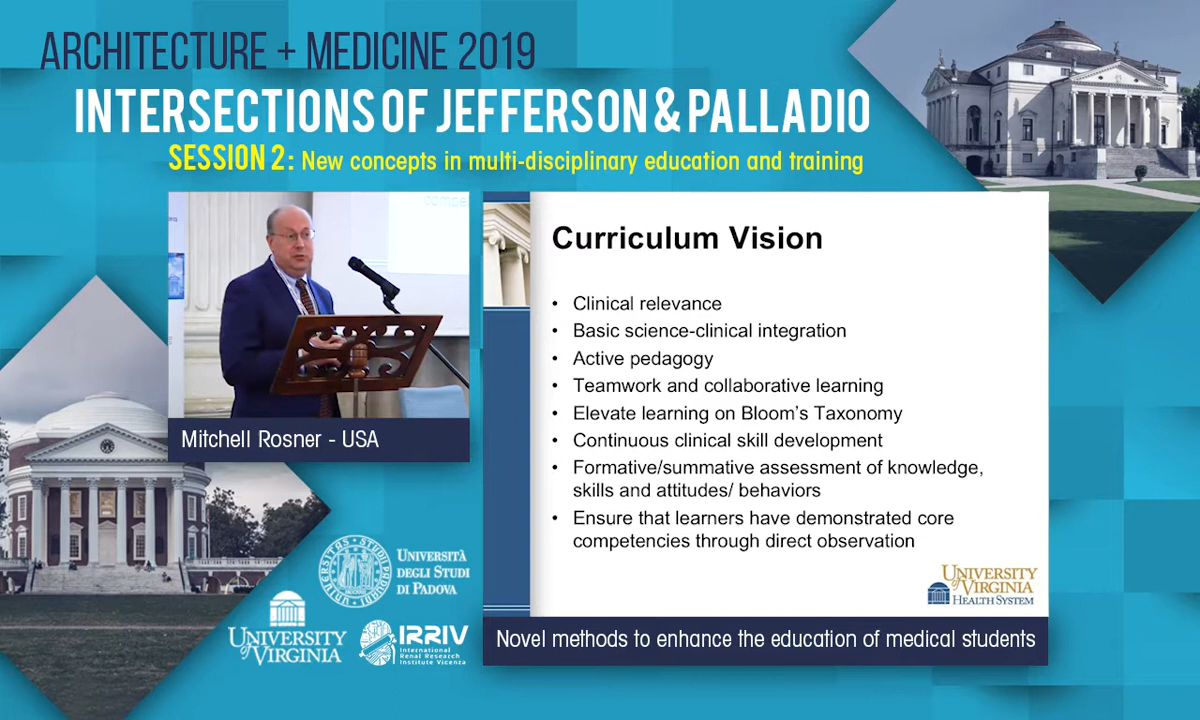 ARCHITECTURE + MEDICINE 2019
INTERSECTIONS OF JEFFERSON & PALLADIO
SESSION 2: New concepts in multi-disciplinary education and training
Mitchell Rosner - USA
Curriculum Vision
• Clinical relevance
• Basic science-clinical integration
• Active pedagogy
• Teamwork and collaborative learning
• Elevate learning on Bloom's Taxonomy
• Continuous clinical skill development
• Formative/summative assessment of knowledge,
skills and attitudes/ behaviors
• Ensure that learners have demonstrated core
competencies through direct observation
UNIVERSITY
of VIRGINIA
HEALTH SYSTEM
Novel methods to enhance the education of medical students
UNIVERSITÀ
DEGLI STUDI
DI PADOVA
UNIVERSITY
of VIRGINIA
IRRIV
International
Renal Research
Institute Vicenza